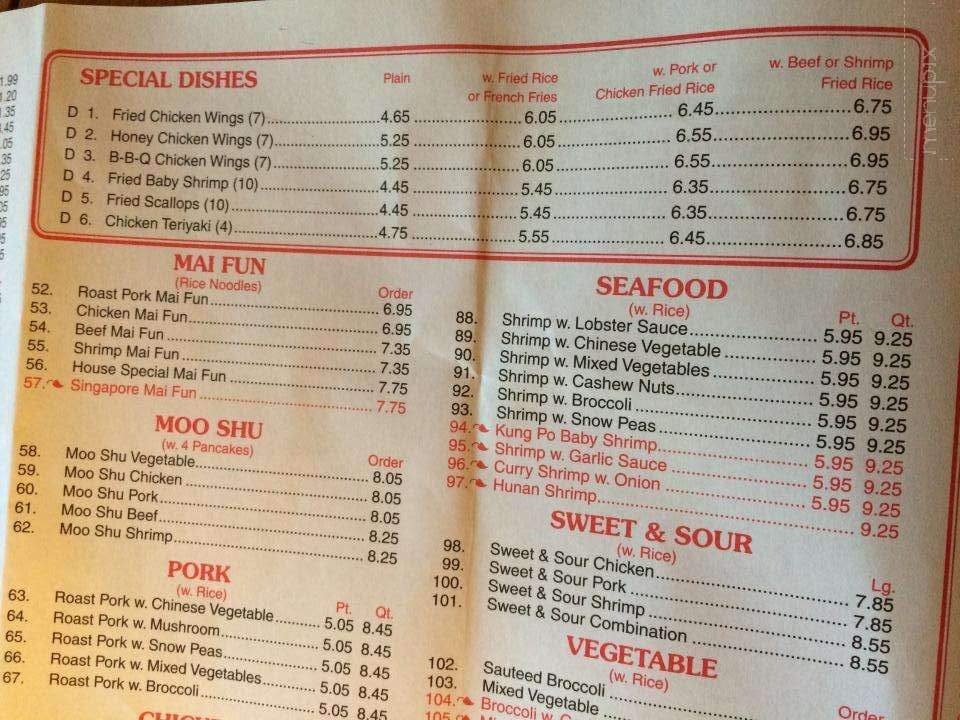 SPECIAL DISHES Plain w. Fried Rice or French Fries w. Pork or Chicken Fried Rice w. Beef or Shrimp Fried Rice
D 1. Fried Chicken Wings (7) 4.65 6.05 6.45 6.75
D 2. Honey Chicken Wings (7) 5.25 6.05 6.55 6.95
D 3. B-B-Q Chicken Wings (7) 5.25 6.05 6.55 6.95
D 4. Fried Baby Shrimp (10) 4.45 5.45 6.35 6.75
D 5. Fried Scallops (10) 4.45 5.45 6.35 6.75
D 6. Chicken Teriyaki (4) 4.75 5.55 6.45 6.85
MAI FUN
(Rice Noodles) Order
52. Roast Pork Mai Fun 6.95
53. Chicken Mai Fun 6.95
54. Beef Mai Fun 7.35
55. Shrimp Mai Fun 7.35
56. House Special Mai Fun 7.75
57. Singapore Mai Fun 7.75
MOO SHU
(w. 4 Pancakes) Order
58. Moo Shu Vegetable 8.05
59. Moo Shu Chicken 8.05
60. Moo Shu Pork 8.05
61. Moo Shu Beef 8.25
62. Moo Shu Shrimp 8.25
PORK
(w. Rice) Pt. Qt.
63. Roast Pork w. Chinese Vegetable 5.05 8.45
64. Roast Pork w. Mushroom 5.05 8.45
65. Roast Pork w. Snow Peas 5.05 8.45
66. Roast Pork w. Mixed Vegetables 5.05 8.45
67. Roast Pork w. Broccoli 5.05 8.45
SEAFOOD
(w. Rice) Pt. Qt.
88. Shrimp w. Lobster Sauce 5.95 9.25
89. Shrimp w. Chinese Vegetable 5.95 9.25
90. Shrimp w. Mixed Vegetables 5.95 9.25
91. Shrimp w. Cashew Nuts 5.95 9.25
92. Shrimp w. Broccoli 5.95 9.25
93. Shrimp w. Snow Peas 5.95 9.25
94. Kung Po Baby Shrimp 5.95 9.25
95. Shrimp w. Garlic Sauce 5.95 9.25
96. Curry Shrimp w. Onion 5.95 9.25
97. Hunan Shrimp 9.25
SWEET & SOUR
(w. Rice) Lg.
98. Sweet & Sour Chicken 7.85
99. Sweet & Sour Pork 7.85
100. Sweet & Sour Shrimp 8.55
101. Sweet & Sour Combination 8.55
VEGETABLE
(w. Rice) Order
102. Sauteed Broccoli
103. Mixed Vegetable
104. Broccoli w.
105.
menupix